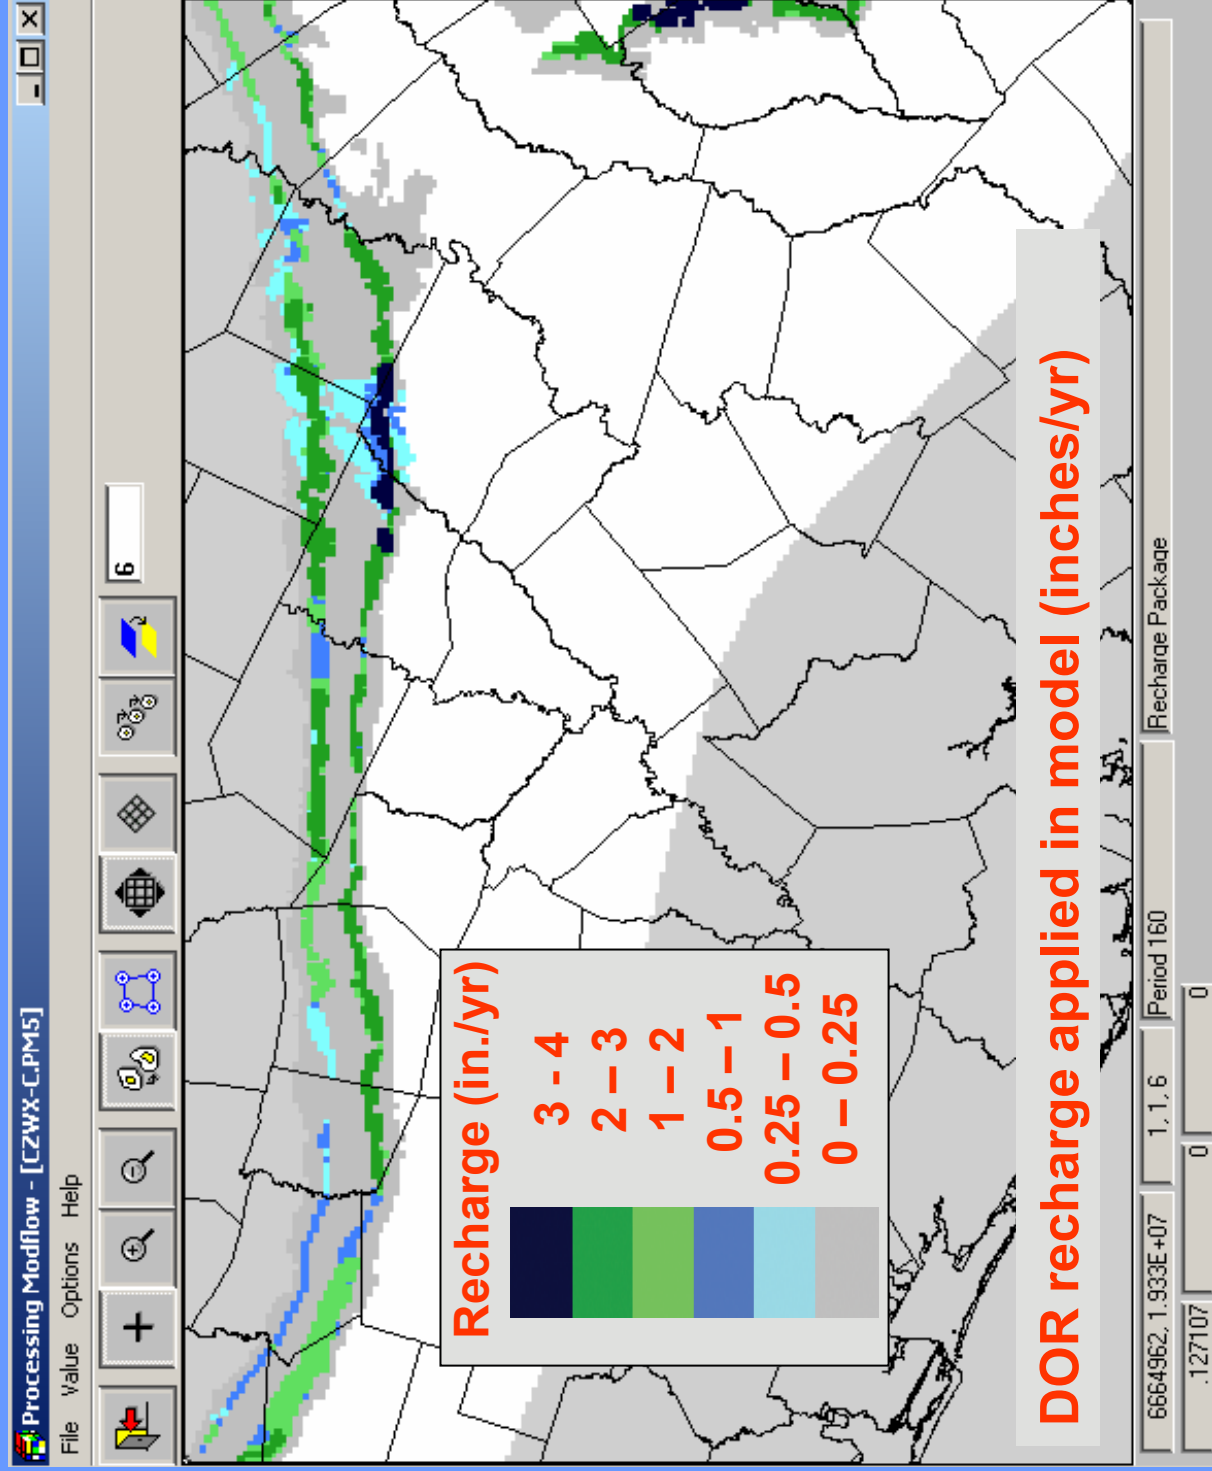 Processing Modflow - [CZWX-C.PM5]
File Value Options Help
6
Recharge (in./yr)
3 - 4
2 – 3
1 – 2
0.5 – 1
0.25 – 0.5
0 – 0.25
DOR recharge applied in model (inches/yr)
6664962, 1.933E+07
1, 1, 6
Period 160
Recharge Package
.127107
0
0